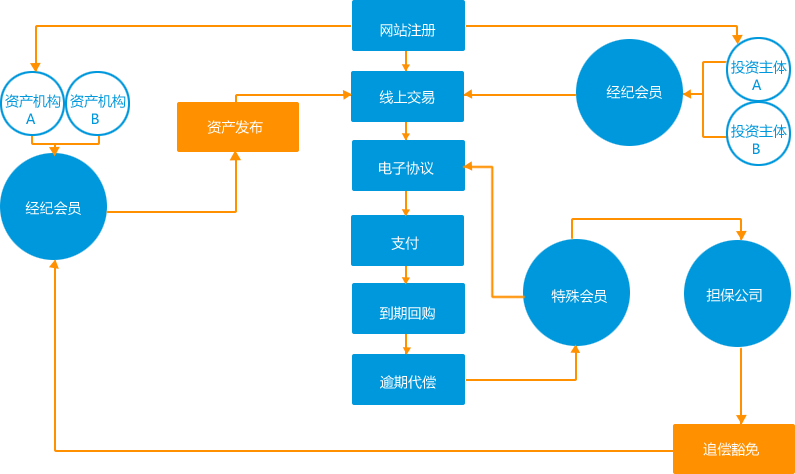 网站注册
资产机构
A
资产机构
B
经纪会员
资产发布
线上交易
电子协议
支付
到期回购
逾期代偿
经纪会员
投资主体
A
投资主体
B
特殊会员
担保公司
追偿豁免